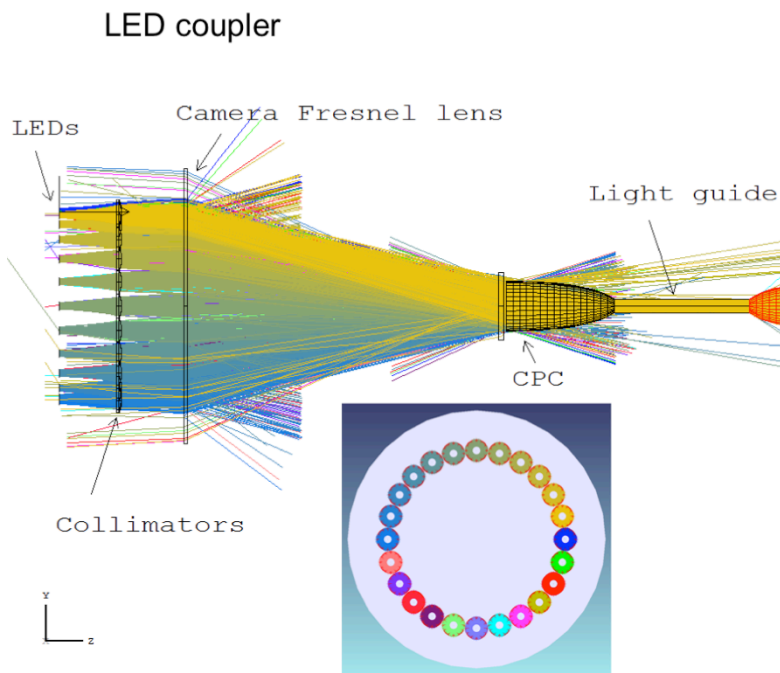 LED coupler
Camera Fresnel lens
LEDs
Light guide
CPC
Collimators
Y
X
Z